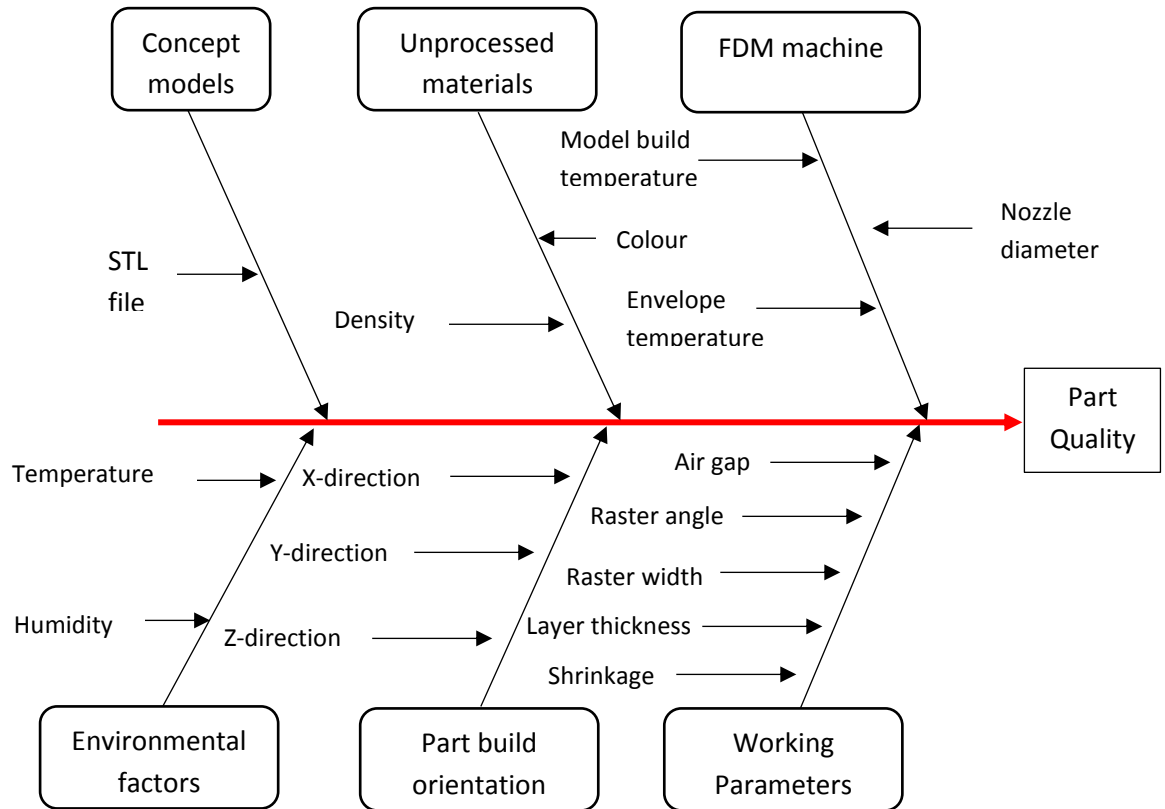 Concept
models
Unprocessed
materials
FDM machine
Model build
temperature
Nozzle
diameter
Colour
STL
file
Envelope
temperature
Density
Part
Quality
Air gap
Temperature
X-direction
Raster angle
Y-direction
Raster width
Humidity
Z-direction
Layer thickness
Shrinkage
Environmental
factors
Part build
orientation
Working
Parameters